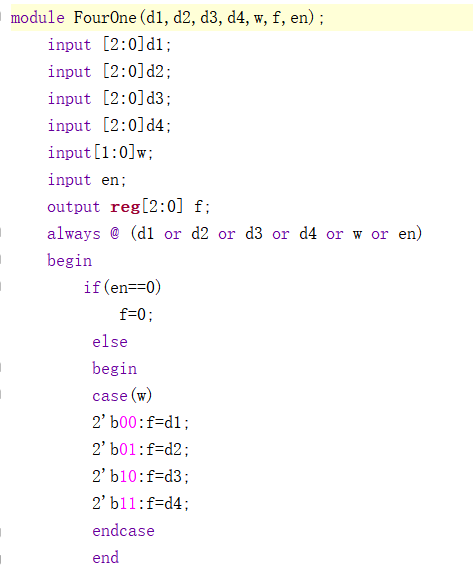 module FourOne(d1,d2,d3,d4,w,f,en);
input [2:0]d1;
input [2:0]d2;
input [2:0]d3;
input [2:0]d4;
input[1:0]w;
input en;
output reg[2:0] f;
always @ (d1 or d2 or d3 or d4 or w or en)
begin
if(en==0)
f=0;
else
begin
case(w)
2'b00:f=d1;
2'b01:f=d2;
2'b10:f=d3;
2'b11:f=d4;
endcase
end